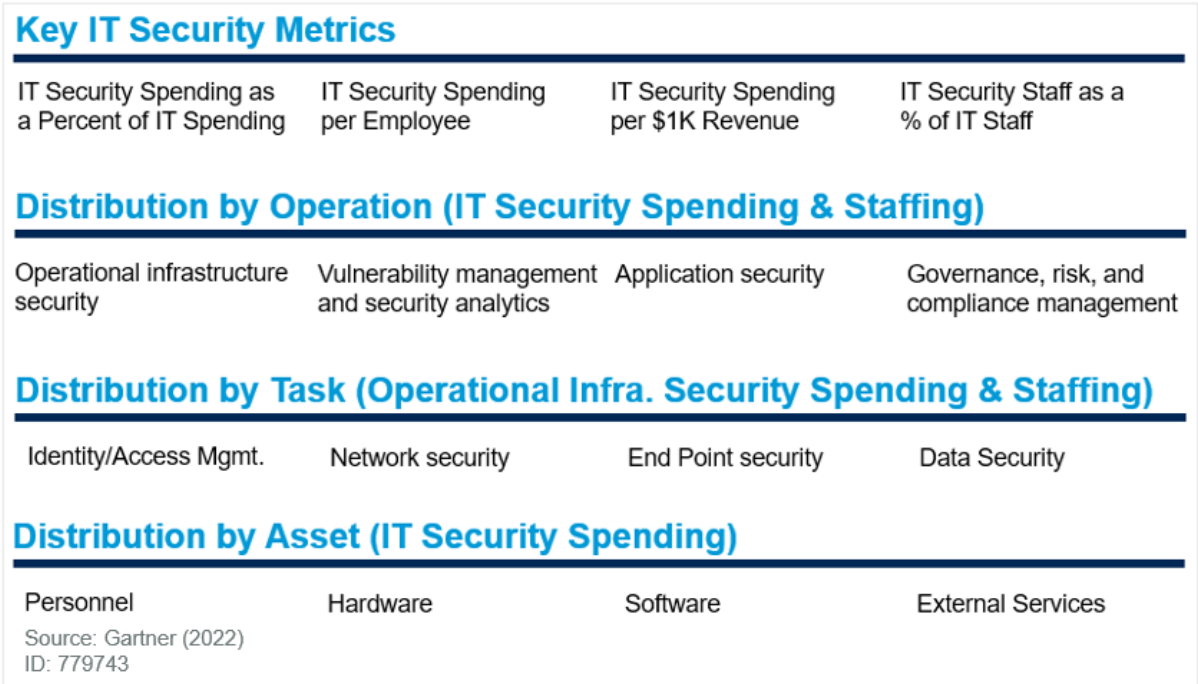 Key IT Security Metrics
IT Security Spending as
a Percent of IT Spending
IT Security Spending
per Employee
IT Security Spending
per $1K Revenue
IT Security Staff as a
% of IT Staff
Distribution by Operation (IT Security Spending & Staffing)
Operational infrastructure
security
Vulnerability management
and security analytics
Application security
Governance, risk, and
compliance management
Distribution by Task (Operational Infra. Security Spending & Staffing)
Identity/Access Mgmt.
Network security
End Point security
Data Security
Distribution by Asset (IT Security Spending)
Personnel
Hardware
Software
External Services
Source: Gartner (2022)
ID: 779743